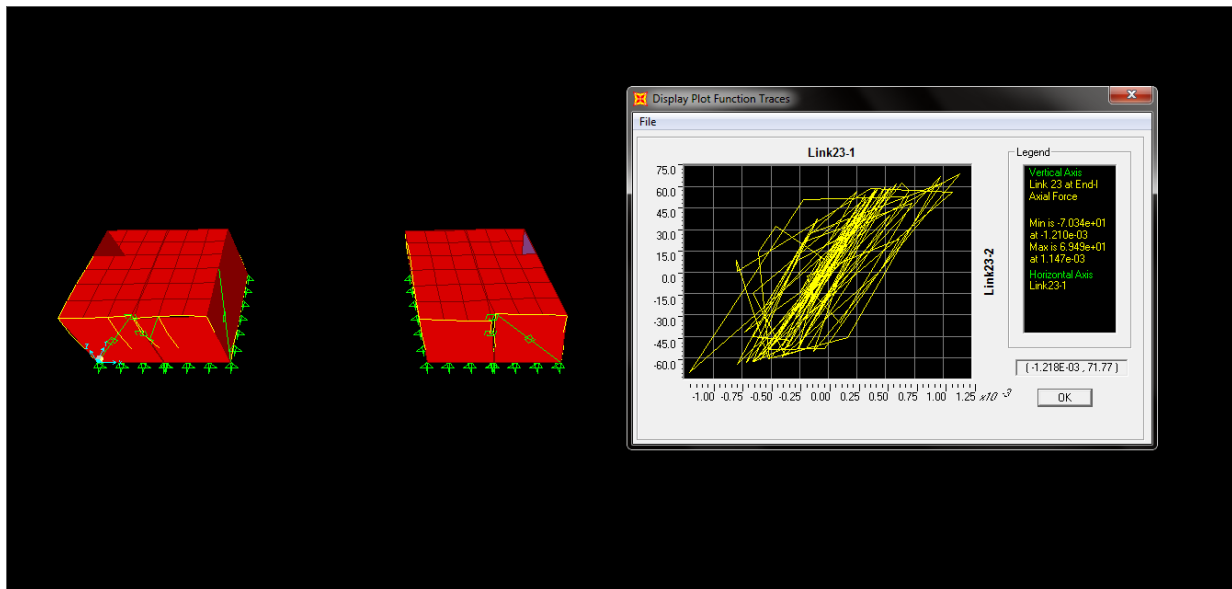 Display Plot Function Traces
File
Link23-1
Legend
75.0
60.0
45.0
30.0
15.0
0.0
-15.0
-30.0
-45.0
-60.0
Link23-2
Vertical Axis
Link 23 at End-I
Axial Force
Min is -7.034e+01
at -1.210e-03
Max is 6.949e+01
at 1.147e-03
Horizontal Axis
Link23-1
( -1.218E-03 , 71.77 )
-1.00 -0.75 -0.50 -0.25 0.00 0.25 0.50 0.75 1.00 1.25 x10 -3
OK